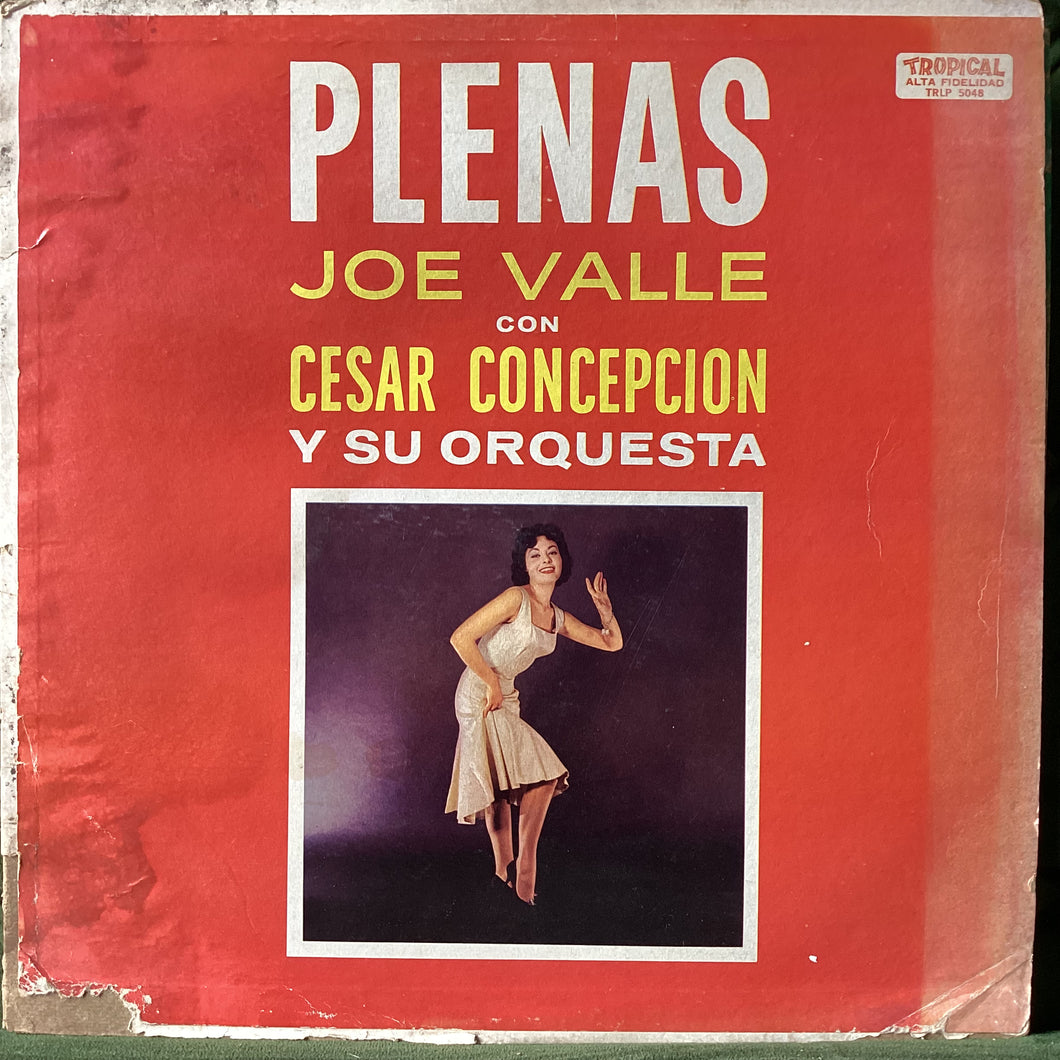 PLENAS
TROPICAL
ALTA FIDELIDAD
TRLP 5048
JOE VALLE
CON
CESAR CONCEPCION
Y SU ORQUESTA